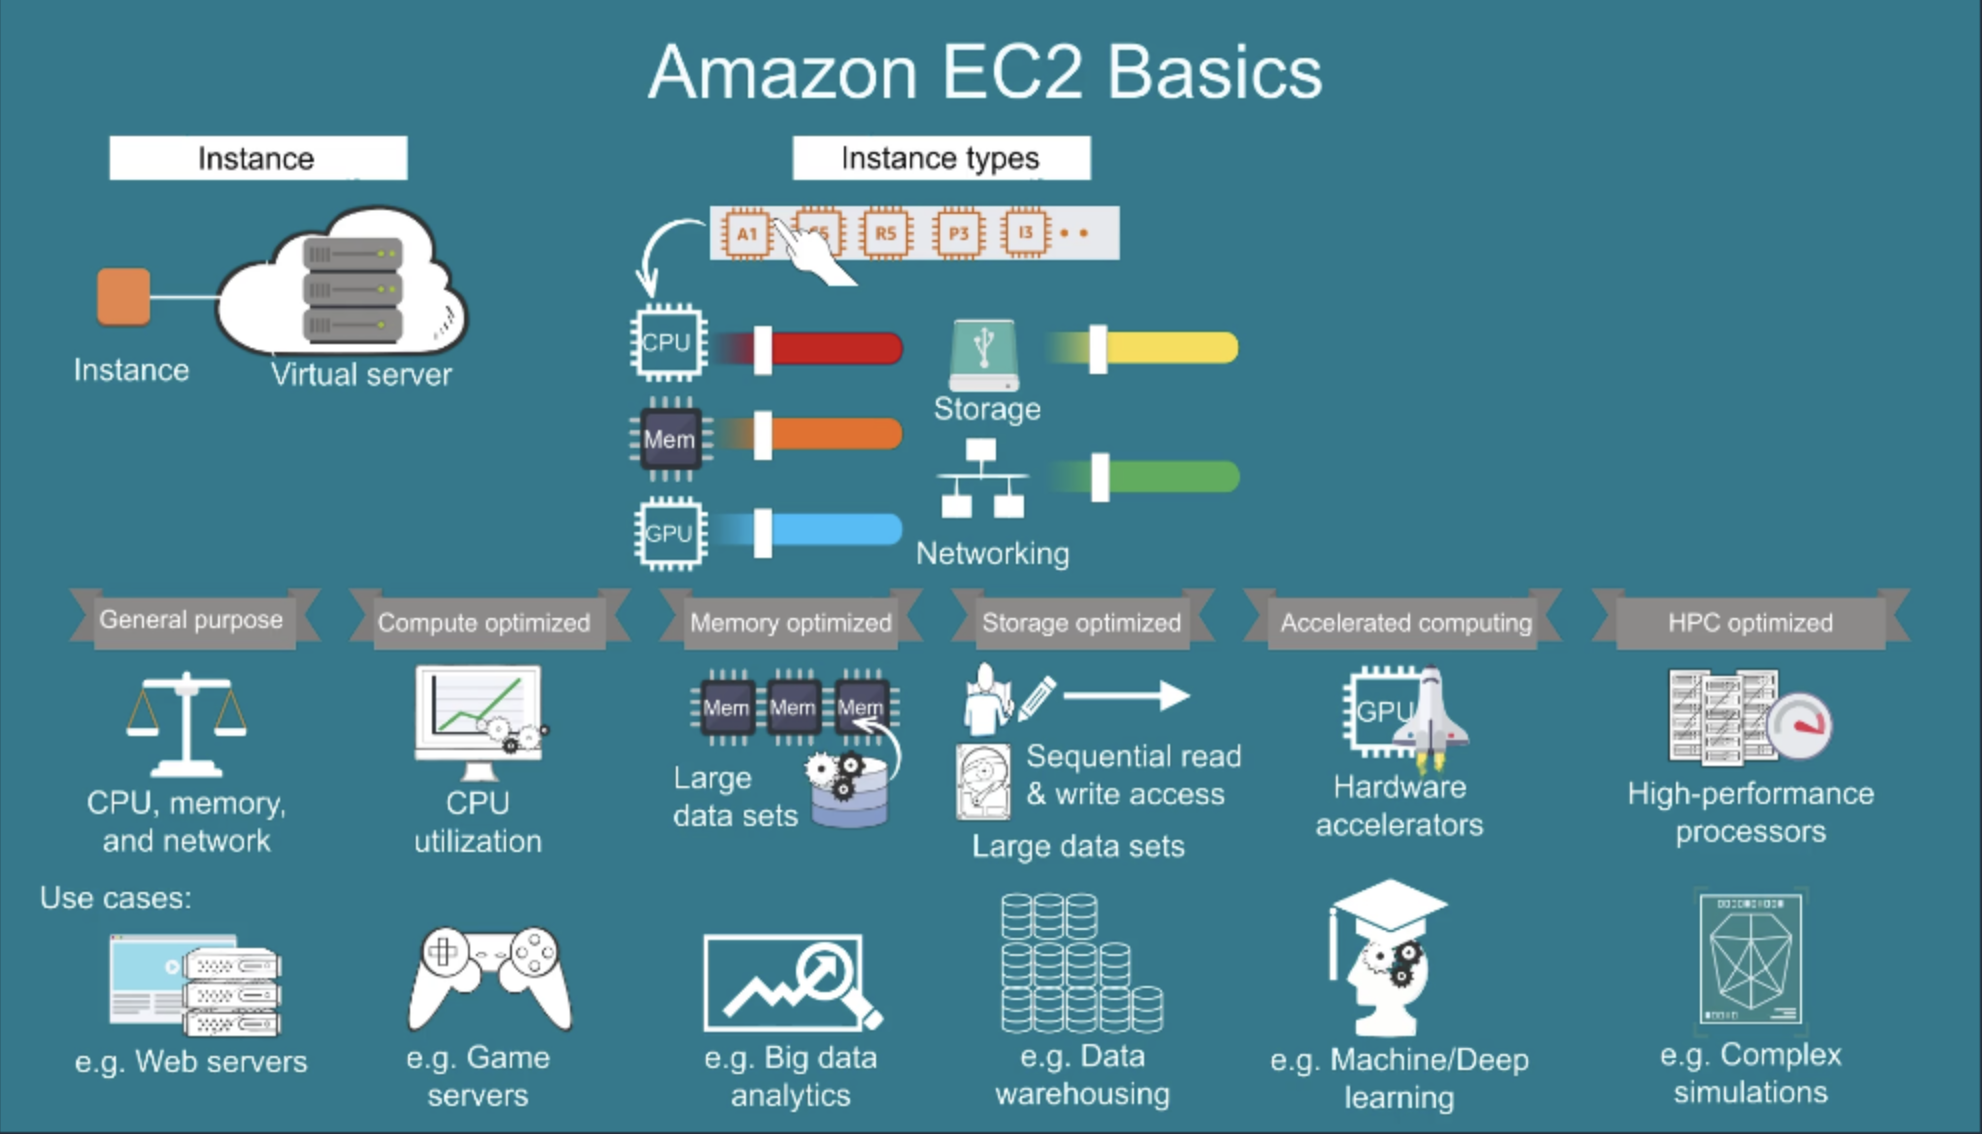 Amazon EC2 Basics
Instance
Instance types
A1
R5
P3
I3
Instance
Virtual server
CPU
Mem
GPU
Storage
Networking
General purpose
Compute optimized
Memory optimized
Storage optimized
Accelerated computing
HPC optimized
CPU, memory,
and network
CPU
utilization
Mem
Mem
Mem
Large
data sets
Sequential read
& write access
Large data sets
GPU
Hardware
accelerators
High-performance
processors
Use cases:
e.g. Web servers
e.g. Game
servers
e.g. Big data
analytics
e.g. Data
warehousing
e.g. Machine/Deep
learning
e.g. Complex
simulations